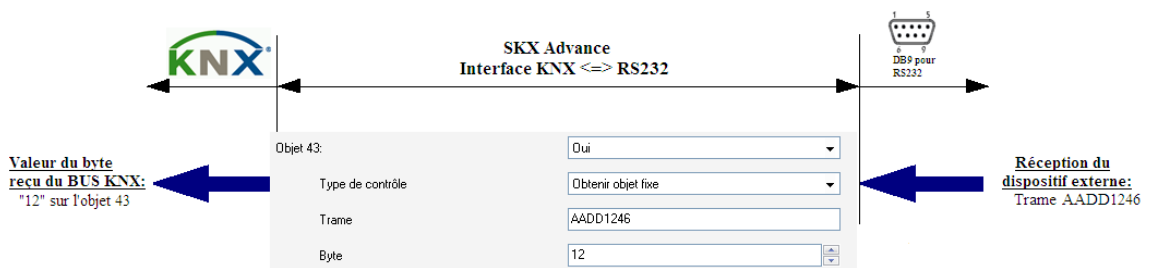 KNX
SKX Advance
Interface KNX <=> RS232
1 5
6 9
DB9 pour
RS232
Valeur du byte
reçu du BUS KNX:
"12" sur l'objet 43
Objet 43:
Oui
Type de contrôle
Obtenir objet fixe
Trame
AADD1246
Byte
12
Réception du
dispositif externe:
Trame AADD1246